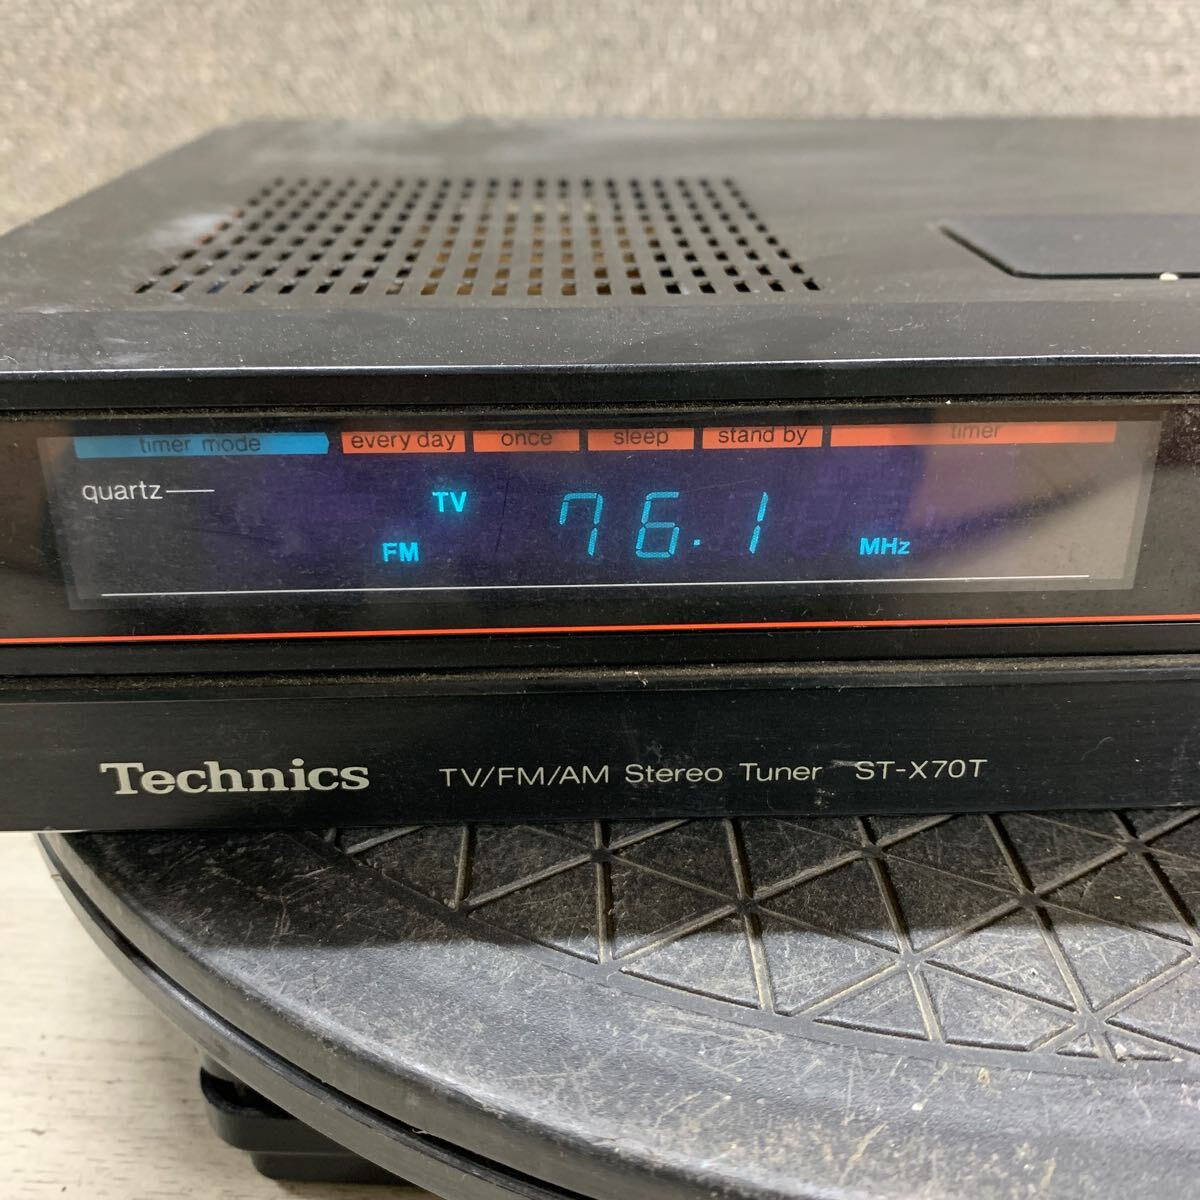 timer mode every day once sleep stand by timer
quartz
TV 76.1
FM MHz
Technics TV/FM/AM Stereo Tuner ST-X70T